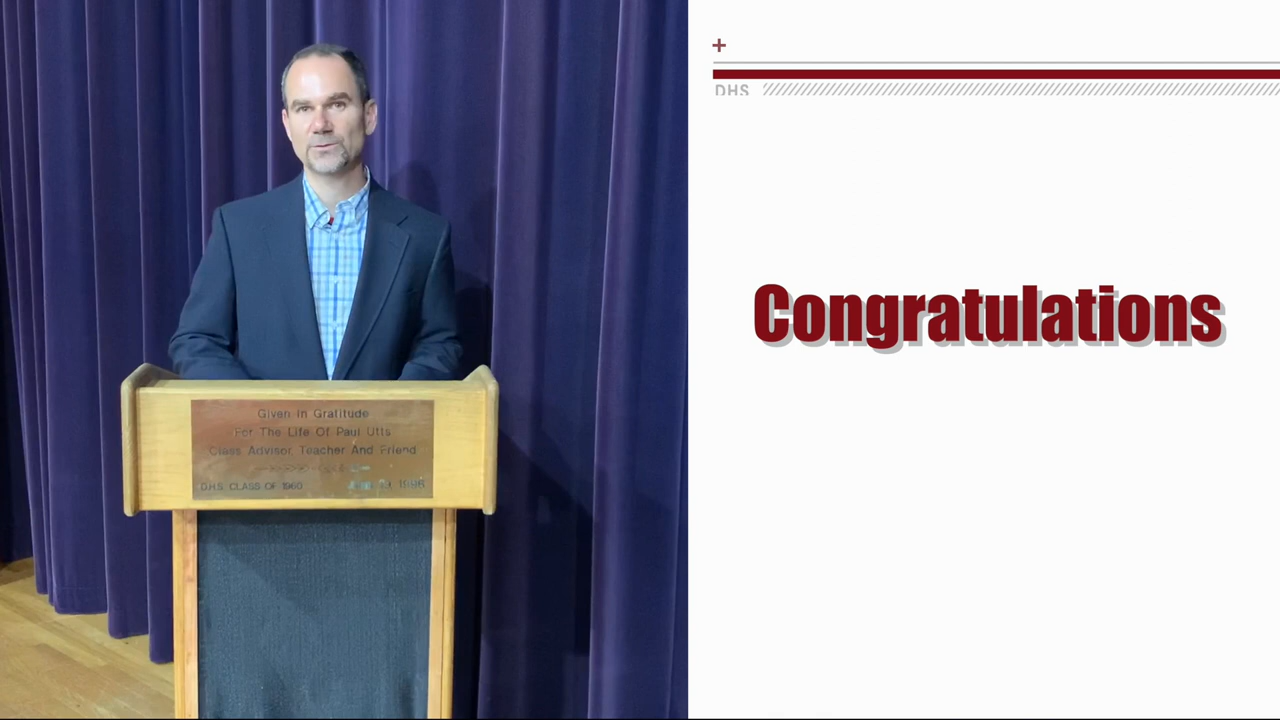 Given In Gratitude
For The Life Of Paul Utts
Class Advisor Teacher And Friend
D.H.S. CLASS OF 1960 1996
+
DHS
Congratulations